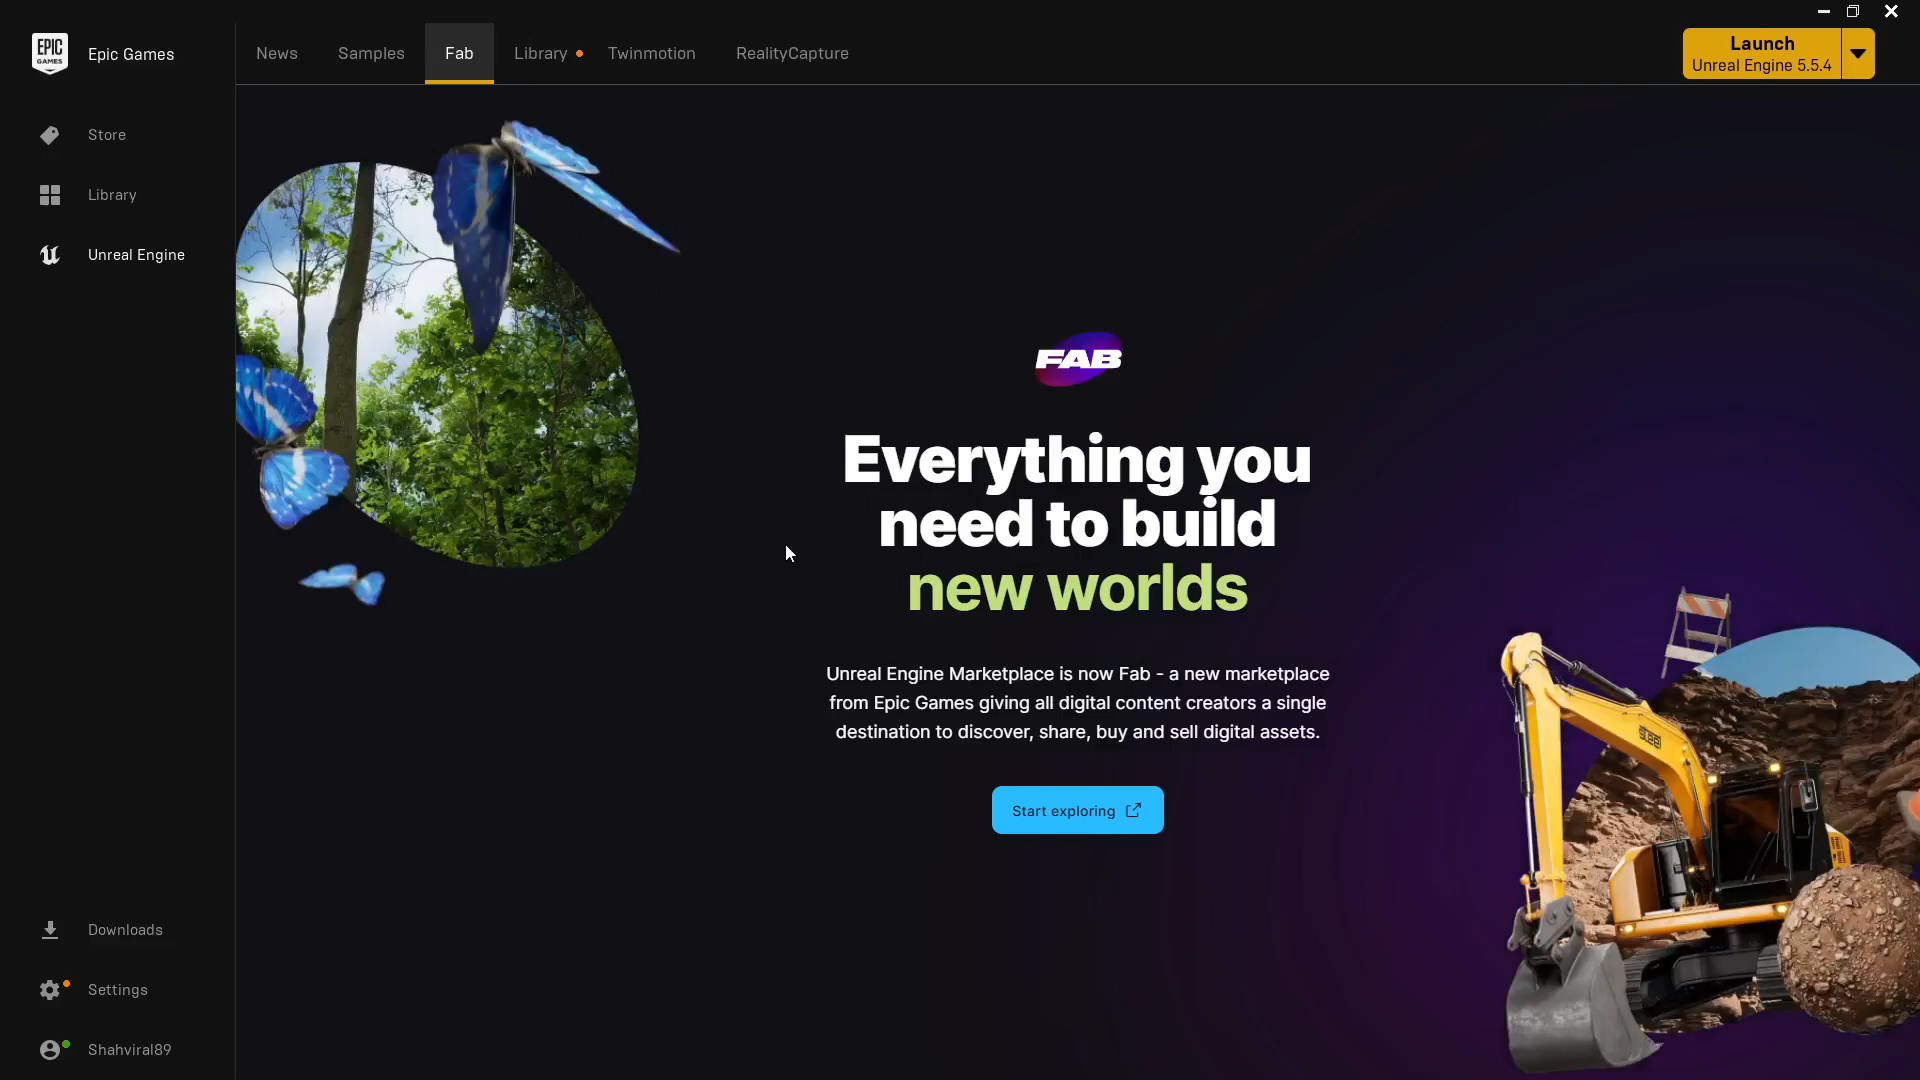 EPIC
GAMES
Epic Games
News
Samples
Fab
Library
Twinmotion
RealityCapture
Launch
Unreal Engine 5.5.4
Store
Library
Unreal Engine
FAB
Everything you
need to build
new worlds
Unreal Engine Marketplace is now Fab - a new marketplace
from Epic Games giving all digital content creators a single
destination to discover, share, buy and sell digital assets.
Start exploring
Downloads
Settings
Shahviral89